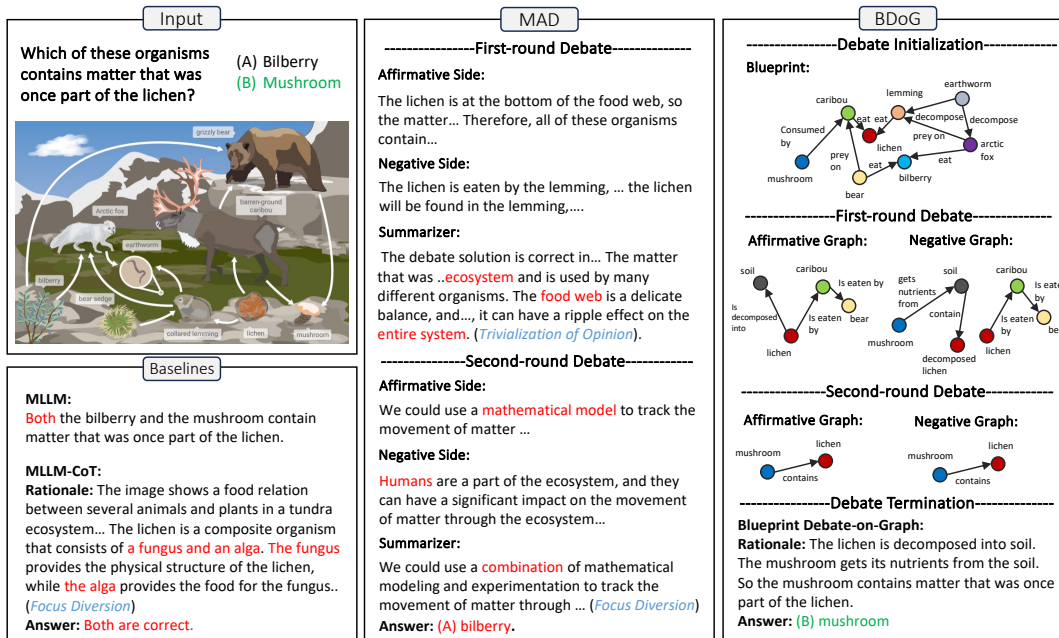 Input
Which of these organisms
contains matter that was
once part of the lichen?
(A) Bilberry
(B) Mushroom
grizzly bear
Arctic fox
barren-ground
caribou
earthworm
bilberry
bear sedge
collared lemming
lichen
mushroom
Baselines
MLLM:
Both the bilberry and the mushroom contain
matter that was once part of the lichen.
MLLM-CoT:
Rationale: The image shows a food relation
between several animals and plants in a tundra
ecosystem... The lichen is a composite organism
that consists of a fungus and an alga. The fungus
provides the physical structure of the lichen,
while the alga provides the food for the fungus..
(Focus Diversion)
Answer: Both are correct.
MAD
----------------First-round Debate--------------
Affirmative Side:
The lichen is at the bottom of the food web, so
the matter... Therefore, all of these organisms
contain...
Negative Side:
The lichen is eaten by the lemming, ... the lichen
will be found in the lemming,....
Summarizer:
The debate solution is correct in... The matter
that was ..ecosystem and is used by many
different organisms. The food web is a delicate
balance, and..., it can have a ripple effect on the
entire system. (Trivialization of Opinion).
--------------Second-round Debate-------------
Affirmative Side:
We could use a mathematical model to track the
movement of matter ...
Negative Side:
Humans are a part of the ecosystem, and they
can have a significant impact on the movement
of matter through the ecosystem...
Summarizer:
We could use a combination of mathematical
modeling and experimentation to track the
movement of matter through ... (Focus Diversion)
Answer: (A) bilberry.
BDoG
----------------Debate Initialization--------------
Blueprint:
earthworm
lemming
caribou
decompose
decompose
eat
eat
Consumed
by
lichen
prey on
arctic
fox
prey
on
eat
eat
mushroom
bear
bilberry
----------------First-round Debate---------------
Affirmative Graph:
Negative Graph:
soil
caribou
Is eaten by
bear
Is
decomposed
into
Is eaten
by
lichen
gets
nutrients
from
soil
caribou
Is eaten
by
bear
contain
Is eaten
by
mushroom
decomposed
lichen
lichen
--------------Second-round Debate-------------
Affirmative Graph:
Negative Graph:
mushroom
lichen
contains
mushroom
lichen
contains
---------------Debate Termination--------------
Blueprint Debate-on-Graph:
Rationale: The lichen is decomposed into soil.
The mushroom gets its nutrients from the soil.
So the mushroom contains matter that was once
part of the lichen.
Answer: (B) mushroom